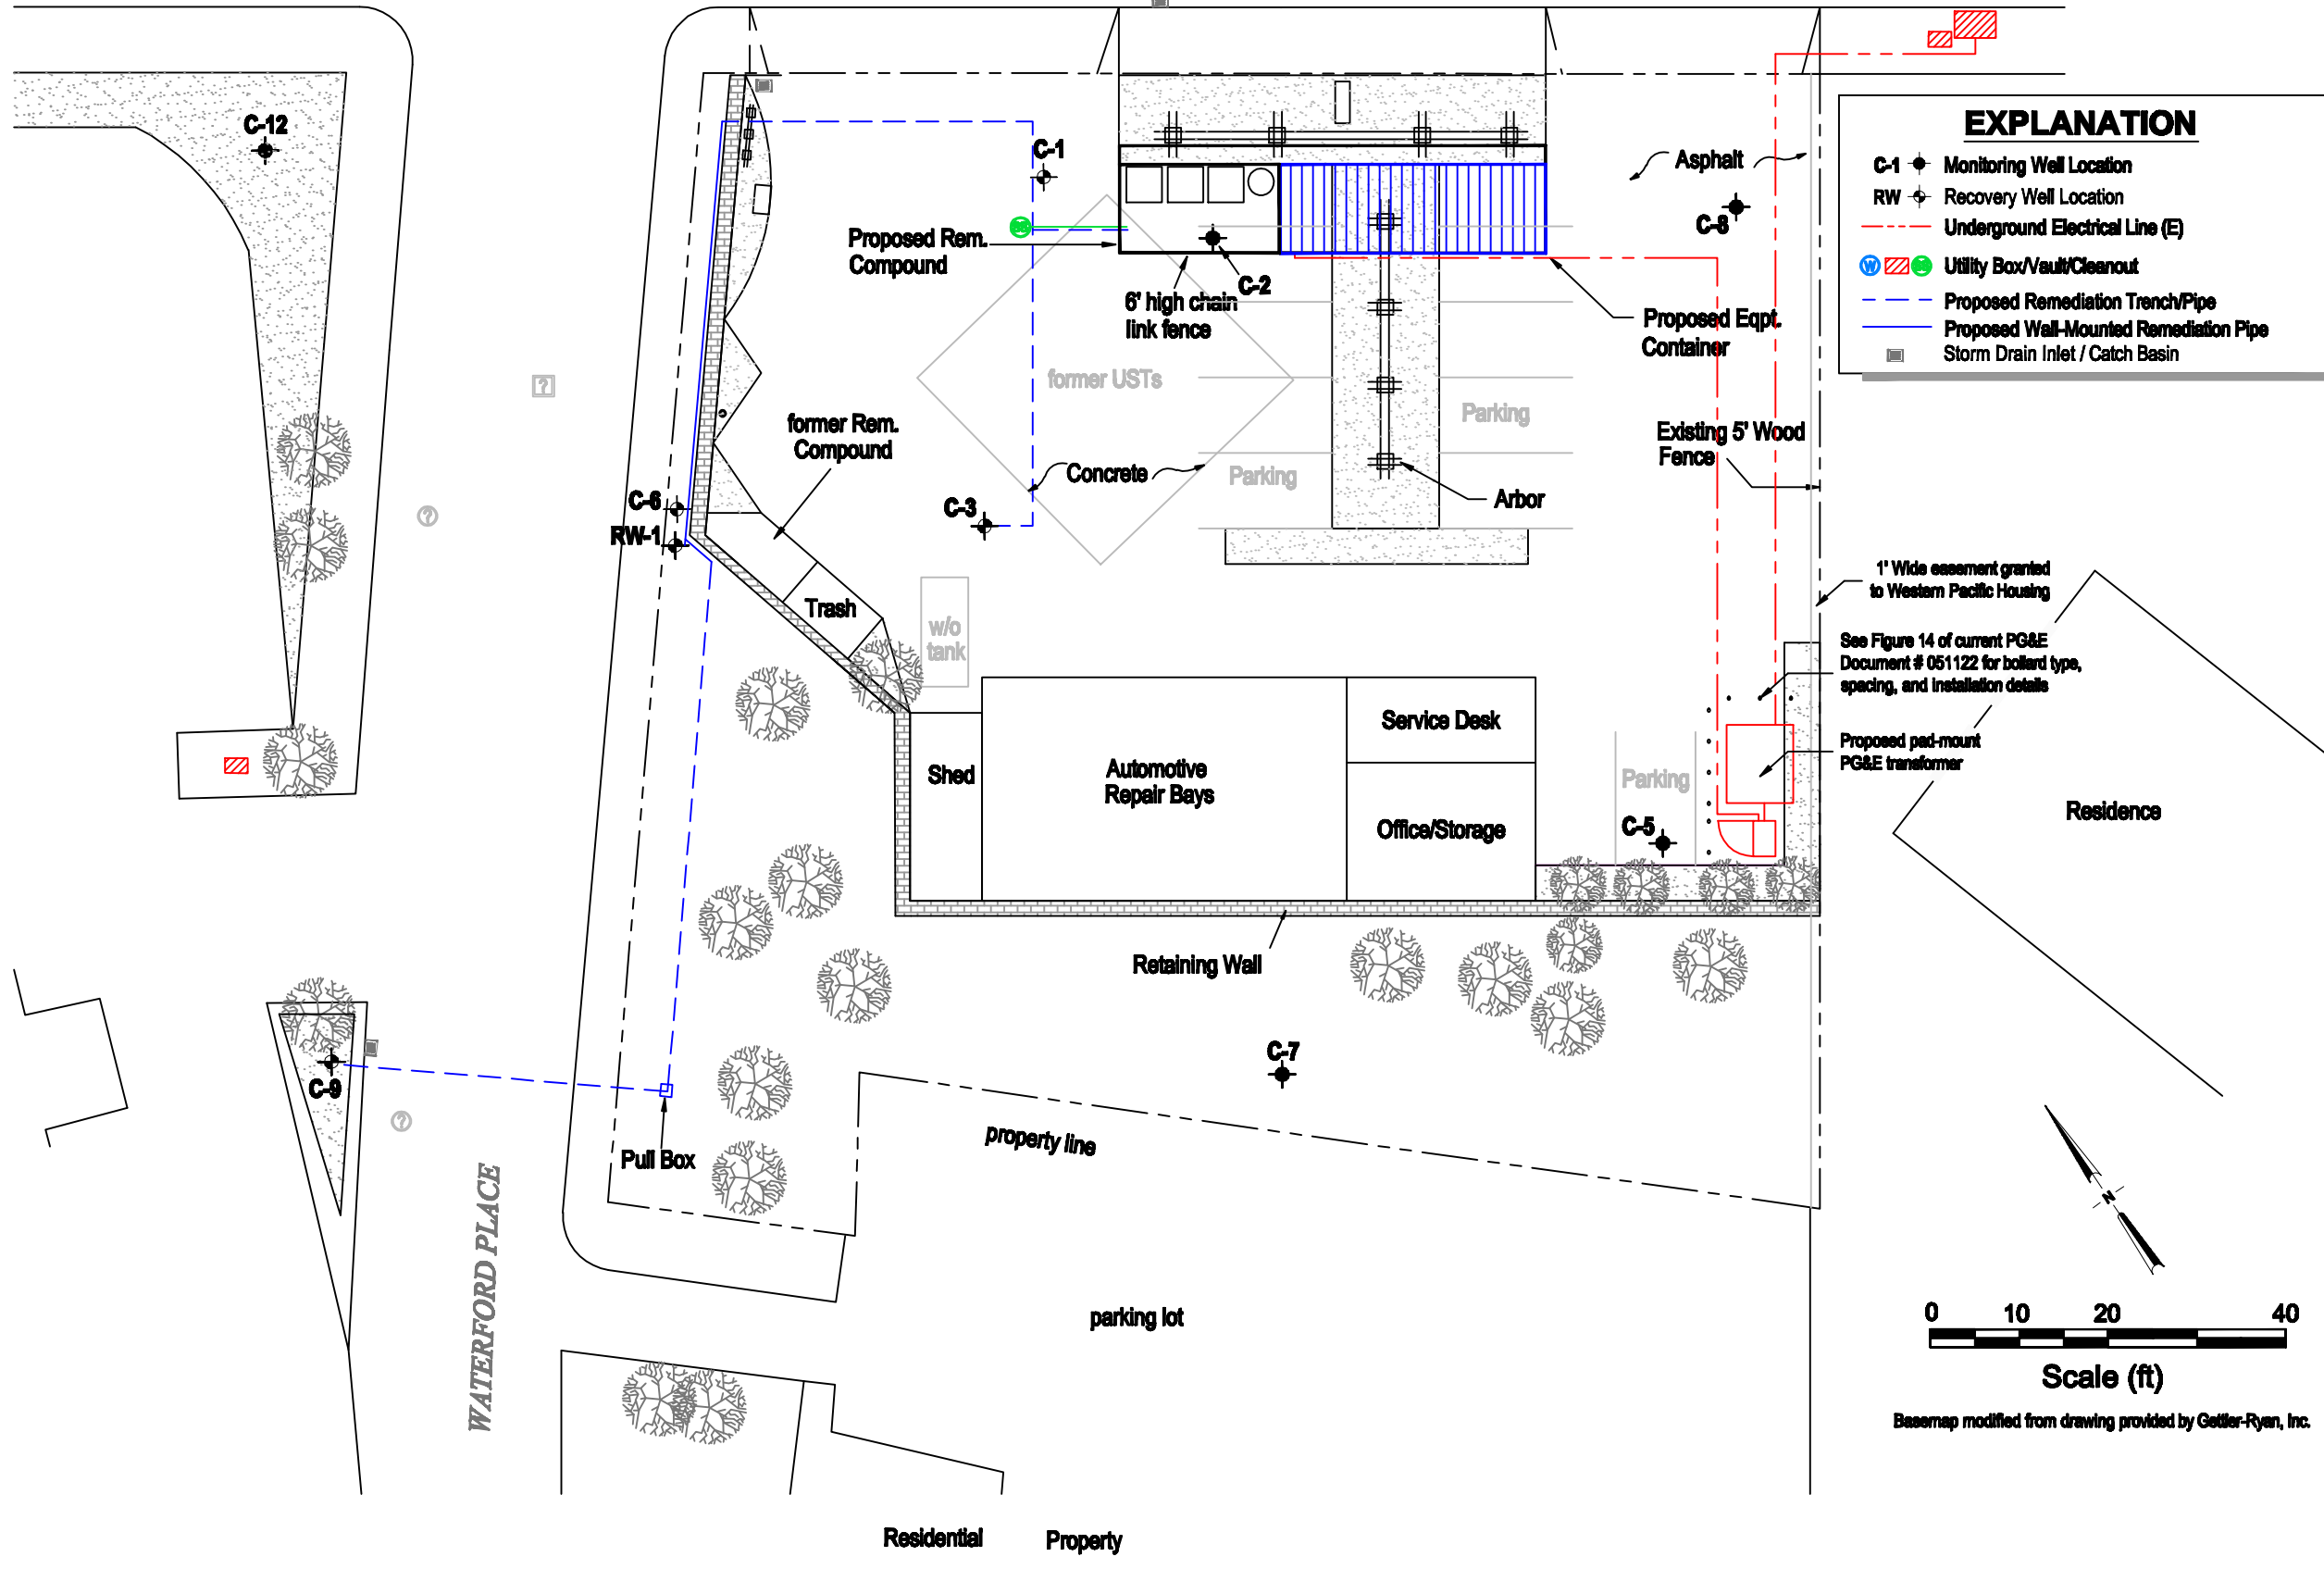 EXPLANATION
C-1 Monitoring Well Location
RW Recovery Well Location
Underground Electrical Line (E)
W Utility Box/Vault/Cleanout
Proposed Remediation Trench/Pipe
Proposed Wall-Mounted Remediation Pipe
Storm Drain Inlet / Catch Basin
C-12
C-1
Asphalt
C-8
Proposed Rem.
Compound
C-2
6' high chain
link fence
Proposed Eqpt.
Container
former USTs
?
Parking
former Rem.
Compound
Existing 5' Wood
Fence
Concrete
Parking
Arbor
C-6
C-3
?
RW-1
1' Wide easement granted
to Western Pacific Housing
Trash
w/o
tank
See Figure 14 of current PG&E
Document # 051122 for bollard type,
spacing, and installation details
Service Desk
Proposed pad-mount
PG&E transformer
Shed
Automotive
Repair Bays
Parking
Office/Storage
C-5
Residence
Retaining Wall
C-7
C-9
?
Pull Box
property line
N
WATERFORD PLACE
parking lot
0 10 20 40
Scale (ft)
Basemap modified from drawing provided by Gettler-Ryan, Inc.
Residential Property